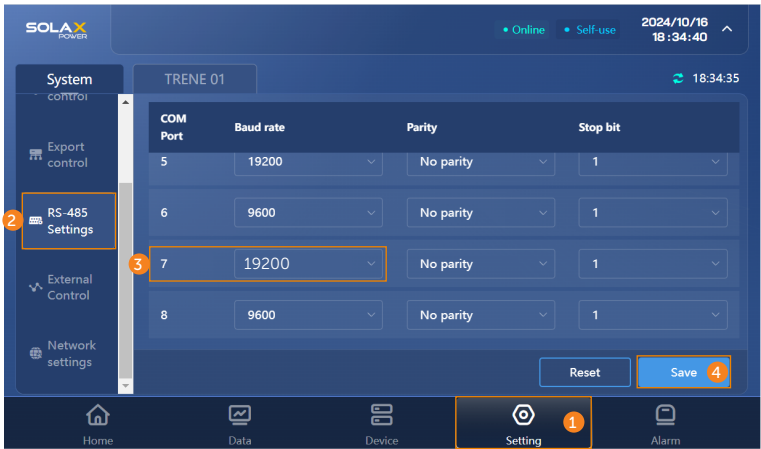 SOLAX
POWER
• Online • Self-use
2024/10/16
18:34:40
System
TRENE 01
18:34:35
control
Export
control
2
RS-485
Settings
External
Control
Network
settings
COM
Port
Baud rate
Parity
Stop bit
5 19200 No parity 1
6 9600 No parity 1
3 7 19200 No parity 1
8 9600 No parity 1
Reset
Save 4
Home
Data
Device
Setting 1
Alarm